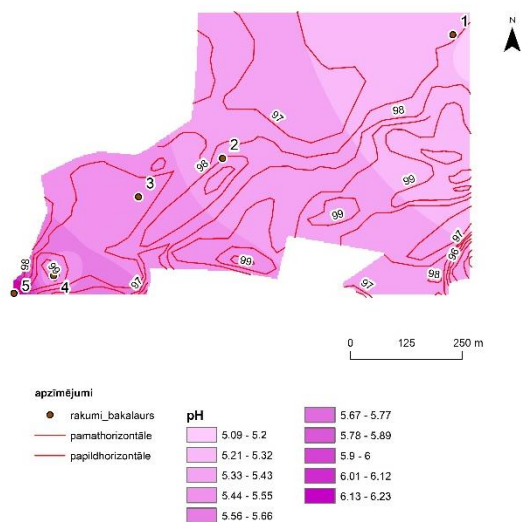 1
N
97
98
2
98
97
99
3
99
99
98
99
97
96
98
99
5
4
97
97
0 125 250 m
apzīmējumi
rakumi_bakalaurs
pamathorizontāle
papildhorizontāle
pH
5.09 - 5.2
5.21 - 5.32
5.33 - 5.43
5.44 - 5.55
5.56 - 5.66
5.67 - 5.77
5.78 - 5.89
5.9 - 6
6.01 - 6.12
6.13 - 6.23